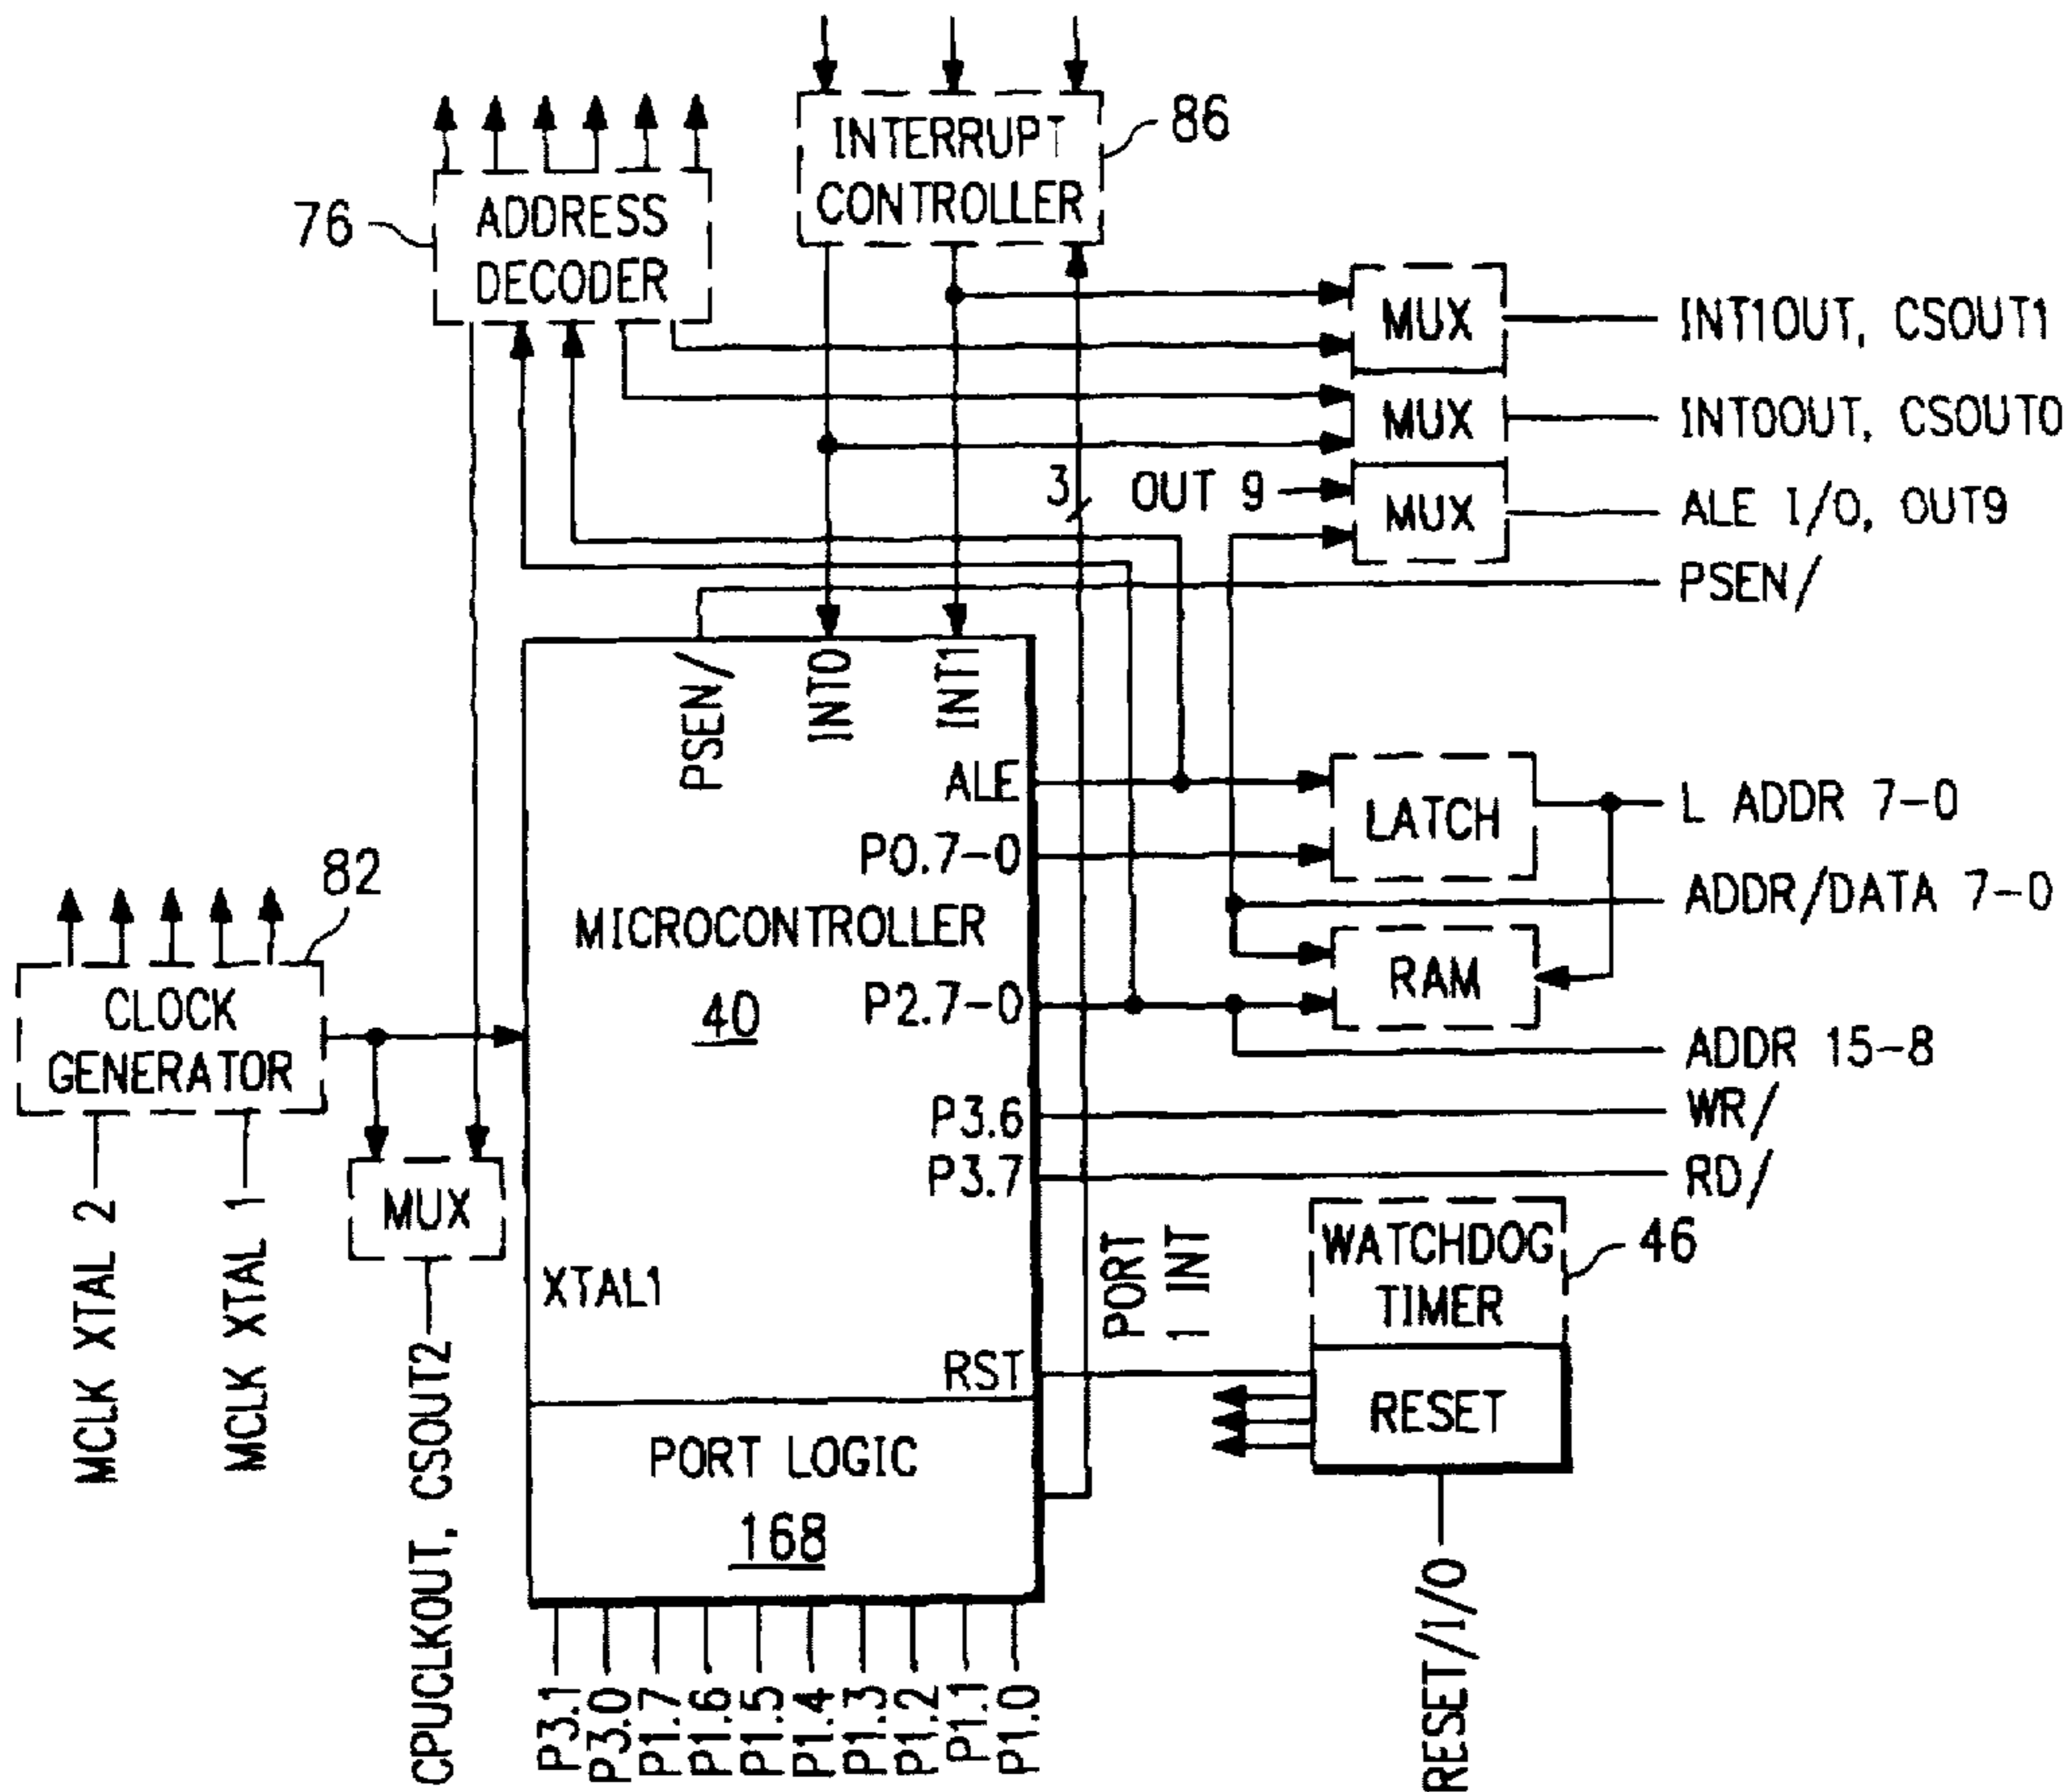 INTERRUPT
CONTROLLER
86
76
ADDRESS
DECODER
MUX
INT1OUT, CSOUT1
MUX
INT0OUT, CSOUT0
3
OUT 9
MUX
ALE I/O, OUT9
PSEN/
PSEN/
INT0
INT1
ALE
LATCH
L ADDR 7-0
P0.7-0
82
ADDR/DATA 7-0
MICROCONTROLLER
40
P2.7-0
RAM
CLOCK
GENERATOR
ADDR 15-8
P3.6
WR/
P3.7
RD/
MUX
MCLK XTAL 2
MCLK XTAL 1
CPUCLKOUT, CSOUT2
XTAL1
PORT
1 INT
WATCHDOG
TIMER
46
RST
RESET
PORT LOGIC
168
RESET/I/O
P3.1
P3.0
P1.7
P1.6
P1.5
P1.4
P1.3
P1.2
P1.1
P1.0